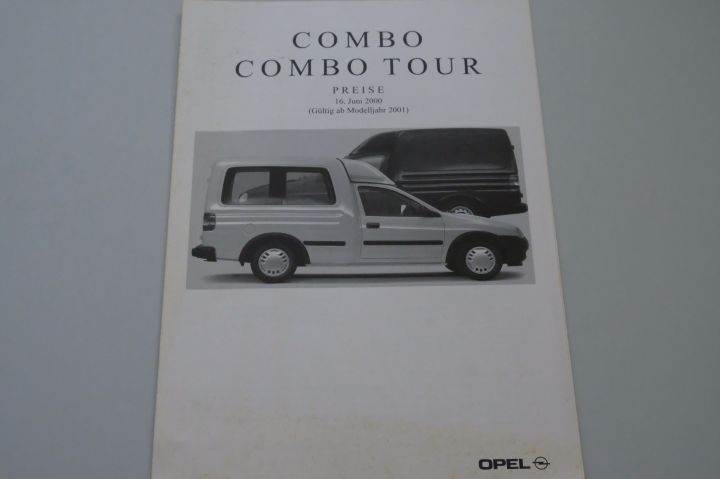 COMBO
COMBO TOUR
PREISE
16. Juni 2000
(Gültig ab Modelljahr 2001)
OPEL